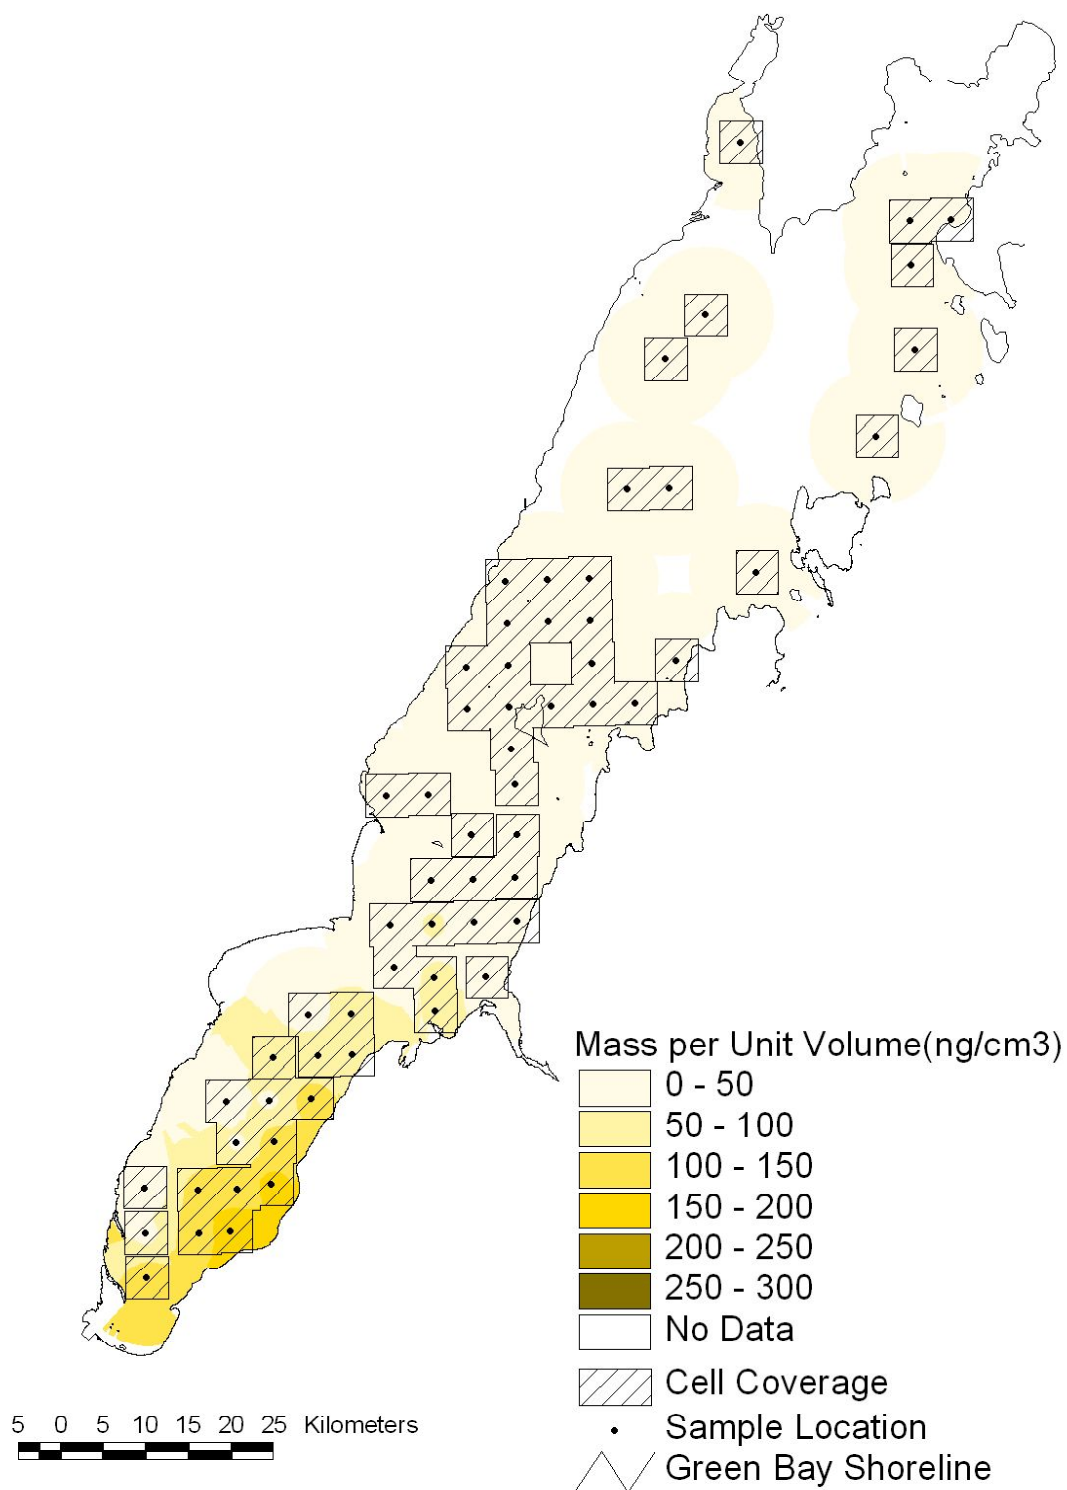 Mass per Unit Volume(ng/cm3)
0 - 50
50 - 100
100 - 150
150 - 200
200 - 250
250 - 300
No Data
Cell Coverage
Sample Location
Green Bay Shoreline
5 0 5 10 15 20 25 Kilometers